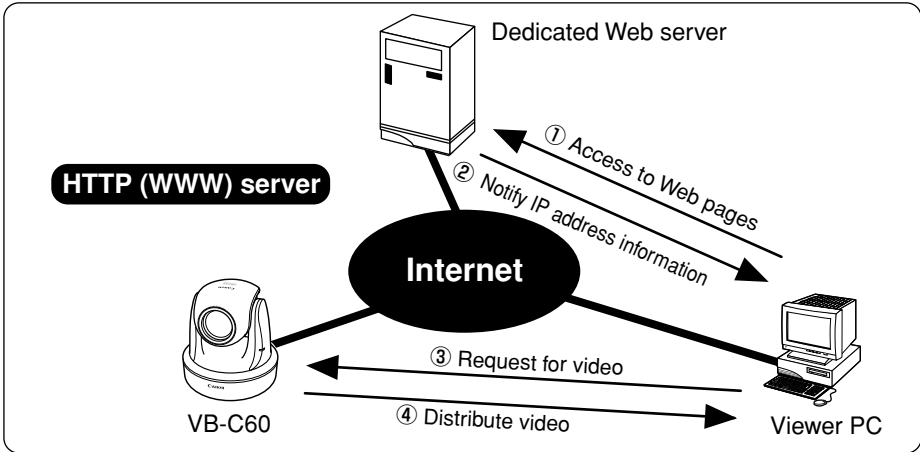 Dedicated Web server
① Access to Web pages
② Notify IP address information
HTTP (WWW) server
Internet
Canon
③ Request for video
④ Distribute video
VB-C60
Viewer PC